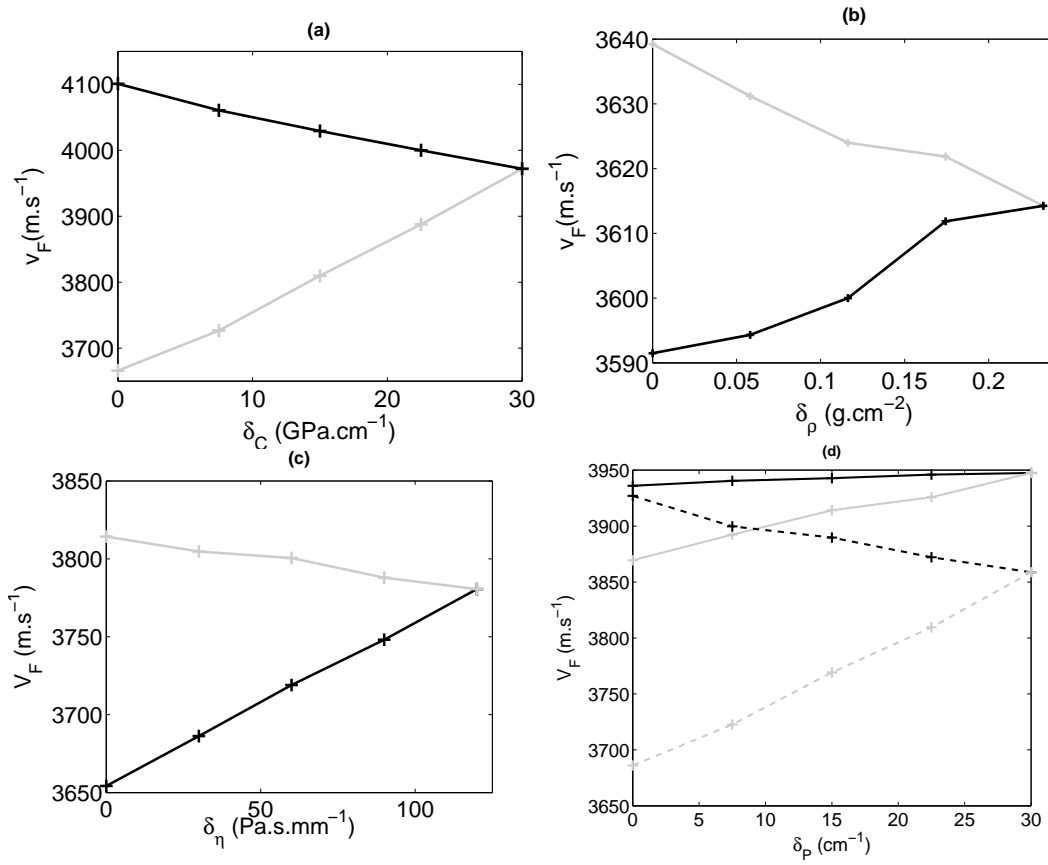 (a)
4100
4000
3900
3800
3700
v_F(m.s⁻¹)
0 10 20 30
δ_C (GPa.cm⁻¹)
(b)
3640
3630
3620
3610
3600
3590
v_F(m.s⁻¹)
0 0.05 0.1 0.15 0.2
δ_ρ (g.cm⁻²)
(c)
3850
3800
3750
3700
3650
V_F (m.s⁻¹)
0 50 100
δ_η (Pa.s.mm⁻¹)
(d)
3950
3900
3850
3800
3750
3700
3650
V_F (m.s⁻¹)
0 5 10 15 20 25 30
δ_P (cm⁻¹)